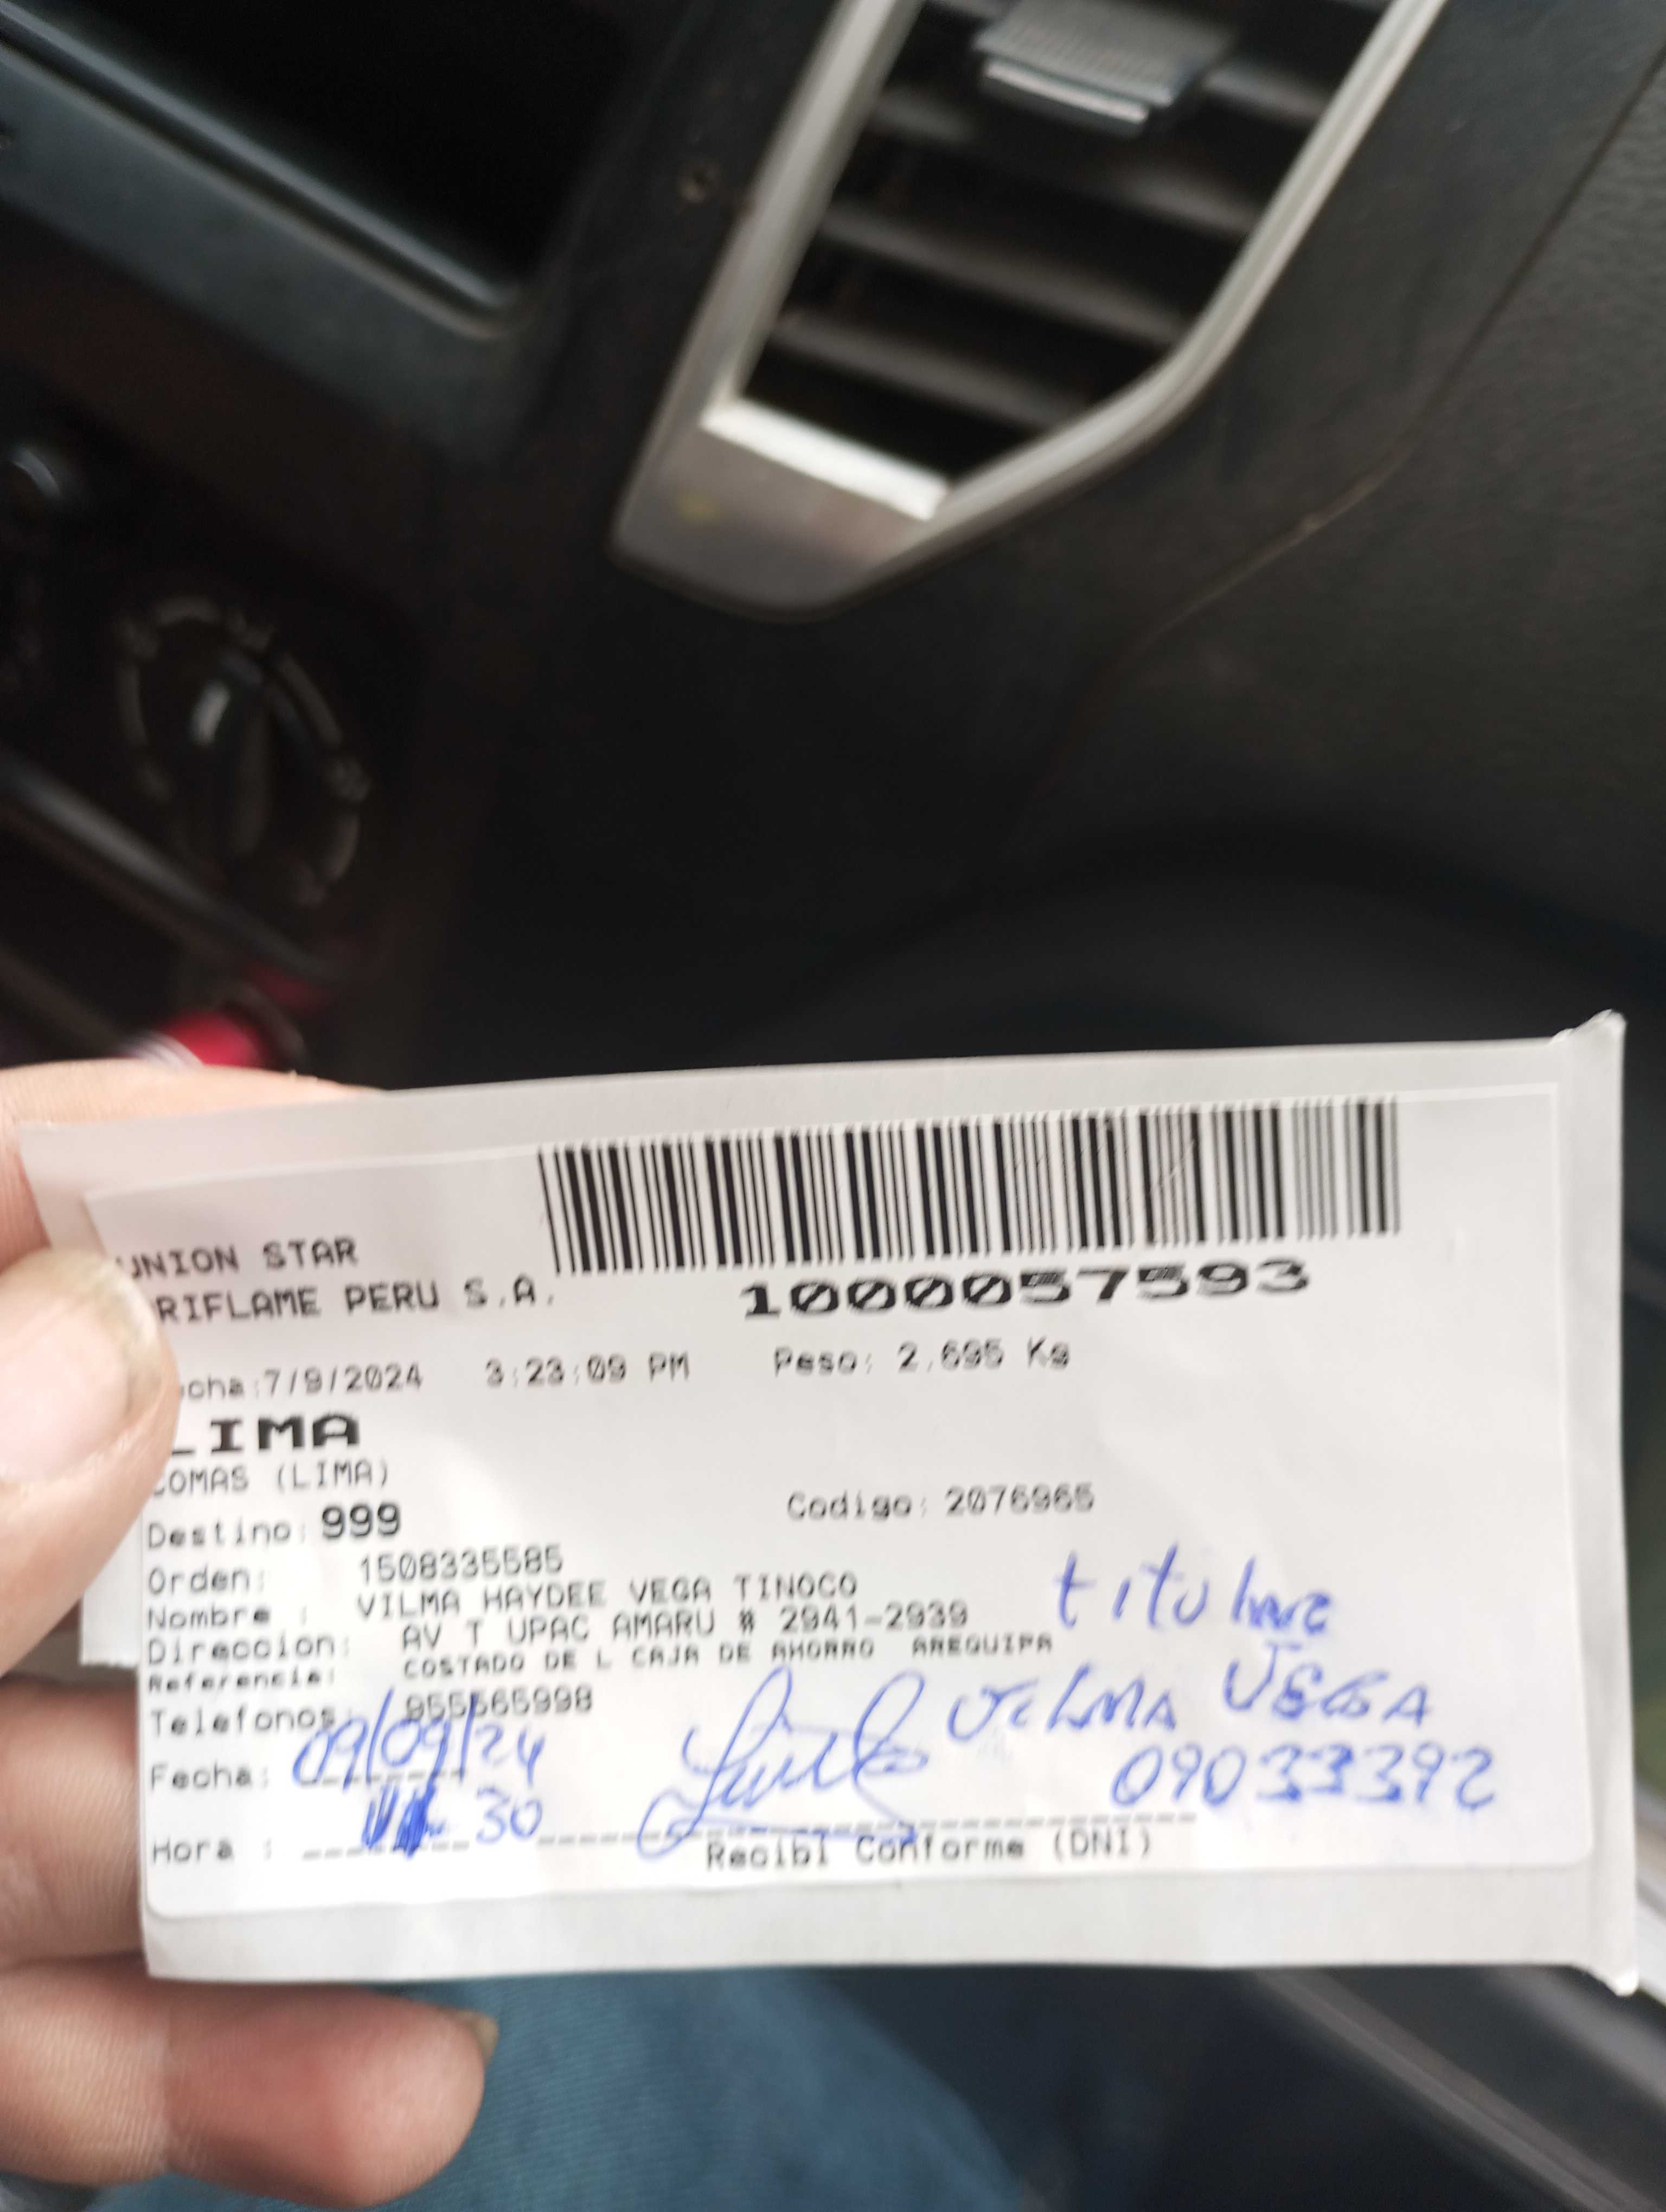 UNION STAR
RIFLAME PERU S.A.
1000057593
cha:7/9/2024 3:23:09 PM Peso: 2.695 Kg
LIMA
COMAS (LIMA)
Destino: 999 Codigo: 2076965
Orden: 1508335585
Nombre : VILMA HAYDEE VEGA TINOCO
Direccion: AV T UPAC AMARU # 2941-2939
Referencia: COSTADO DE L CAJA DE AHORRO AREQUIPA
Telefonos: 955565998
titular
VILMA VEGA
Fecha: 09/09/24 09033392
Hora : 30
Recibi Conforme (DNI)